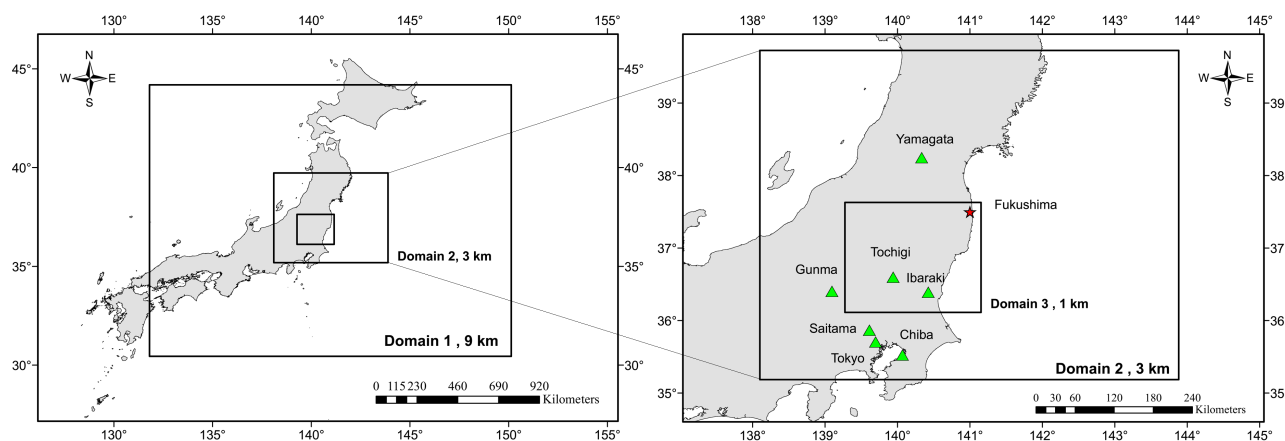 130° 135° 140° 145° 150° 155°
45°
40°
35°
30°
N
W E
S
Domain 2, 3 km
Domain 1 , 9 km
0 115 230 460 690 920
Kilometers
130° 135° 140° 145° 150° 155°
138° 139° 140° 141° 142° 143° 144° 145°
39°
38°
37°
36°
35°
N
W E
S
Yamagata
Fukushima
Tochigi
Gunma
Ibaraki
Domain 3 , 1 km
Saitama
Chiba
Tokyo
Domain 2 , 3 km
0 30 60 120 180 240
Kilometers
39
38
37
36
35
138° 139° 140° 141° 142° 143° 144° 145°